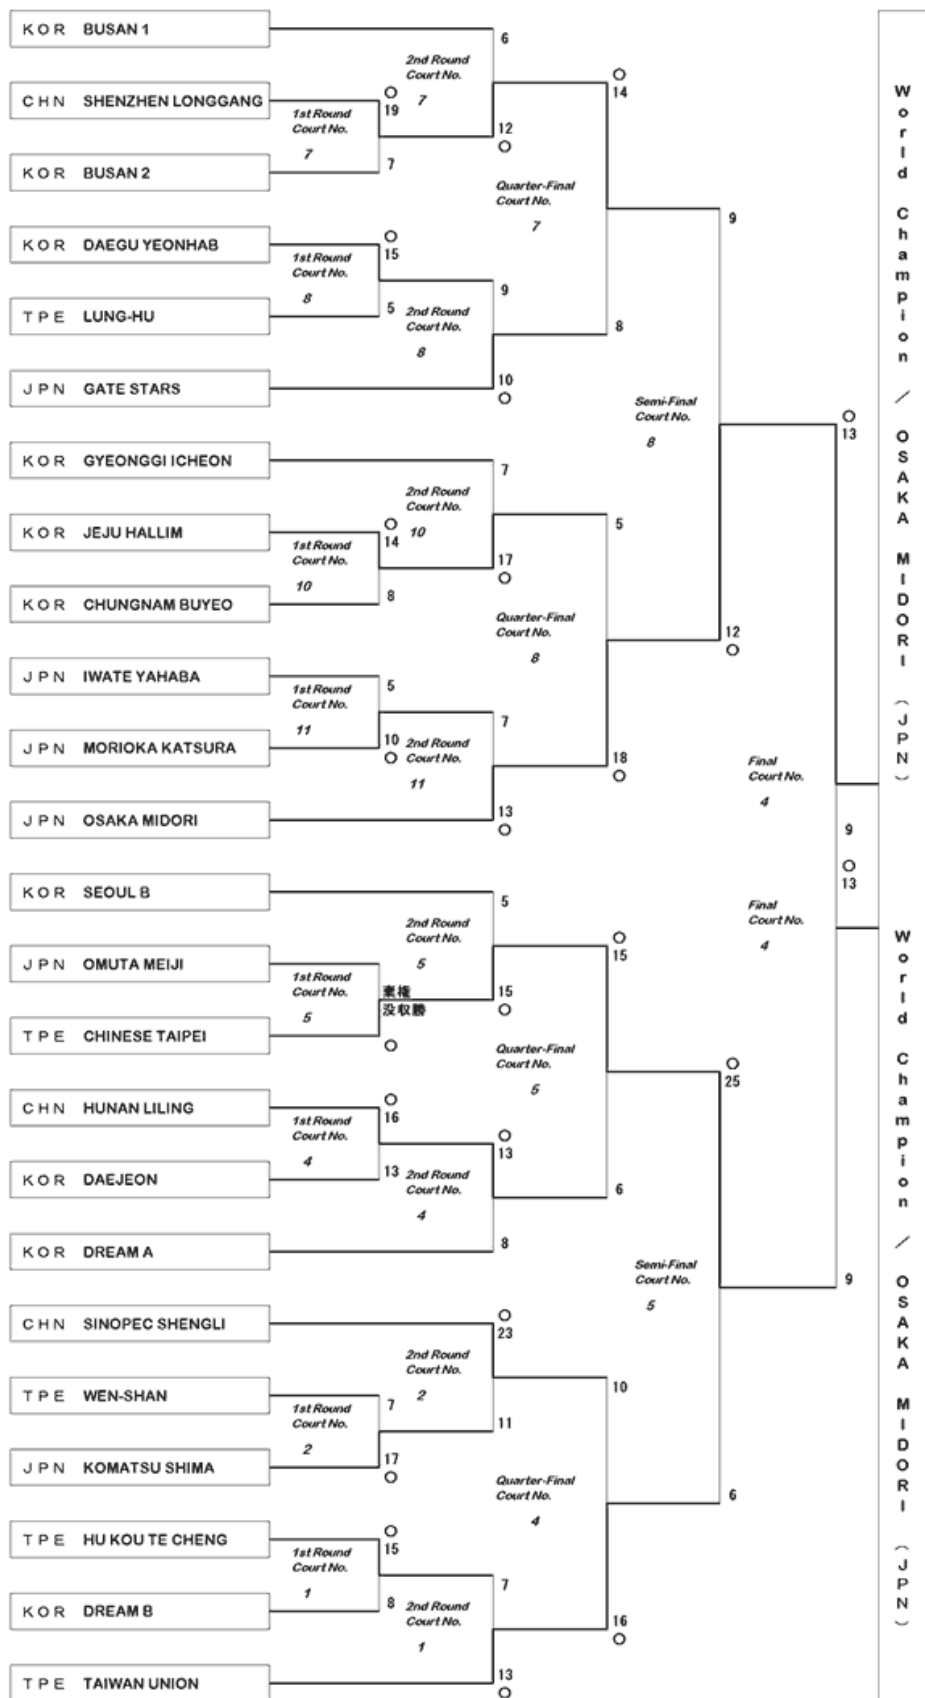 KOR BUSAN 1
6
2nd Round
Court No.
7
○
14
CHN SHENZHEN LONGGANG
○
19
1st Round
Court No.
7
12
○
KOR BUSAN 2
7
Quarter-Final
Court No.
7
9
KOR DAEGU YEONHAB
○
15
1st Round
Court No.
8
9
TPE LUNG-HU
5
2nd Round
Court No.
8
8
JPN GATE STARS
10
○
Semi-Final
Court No.
8
○
13
KOR GYEONGGI ICHEON
7
2nd Round
Court No.
10
5
JEJU HALLIM
KOR
○
14
1st Round
Court No.
10
17
○
KOR CHUNGNAM BUYEO
8
Quarter-Final
Court No.
8
12
○
JPN IWATE YAHABA
5
1st Round
Court No.
11
7
JPN MORIOKA KATSURA
10
○
2nd Round
Court No.
11
18
○
Final
Court No.
4
JPN OSAKA MIDORI
13
○
9
○
13
KOR SEOUL B
5
2nd Round
Court No.
5
○
15
Final
Court No.
4
JPN OMUTA MEIJI
1st Round
Court No.
5
棄権
没収勝
○
15
○
TPE CHINESE TAIPEI
Quarter-Final
Court No.
5
○
25
CHN HUNAN LILING
○
16
1st Round
Court No.
4
○
13
KOR DAEJEON
13
2nd Round
Court No.
4
6
KOR DREAM A
8
Semi-Final
Court No.
5
9
CHN SINOPEC SHENGLI
○
23
2nd Round
Court No.
2
10
TPE WEN-SHAN
7
1st Round
Court No.
2
11
JPN KOMATSU SHIMA
17
○
Quarter-Final
Court No.
4
6
TPE HU KOU TE CHENG
○
15
1st Round
Court No.
1
7
KOR DREAM B
8
2nd Round
Court No.
1
16
○
TPE TAIWAN UNION
13
○
World Champion / OSAKA MIDORI (JPN)
World Champion / OSAKA MIDORI (JPN)